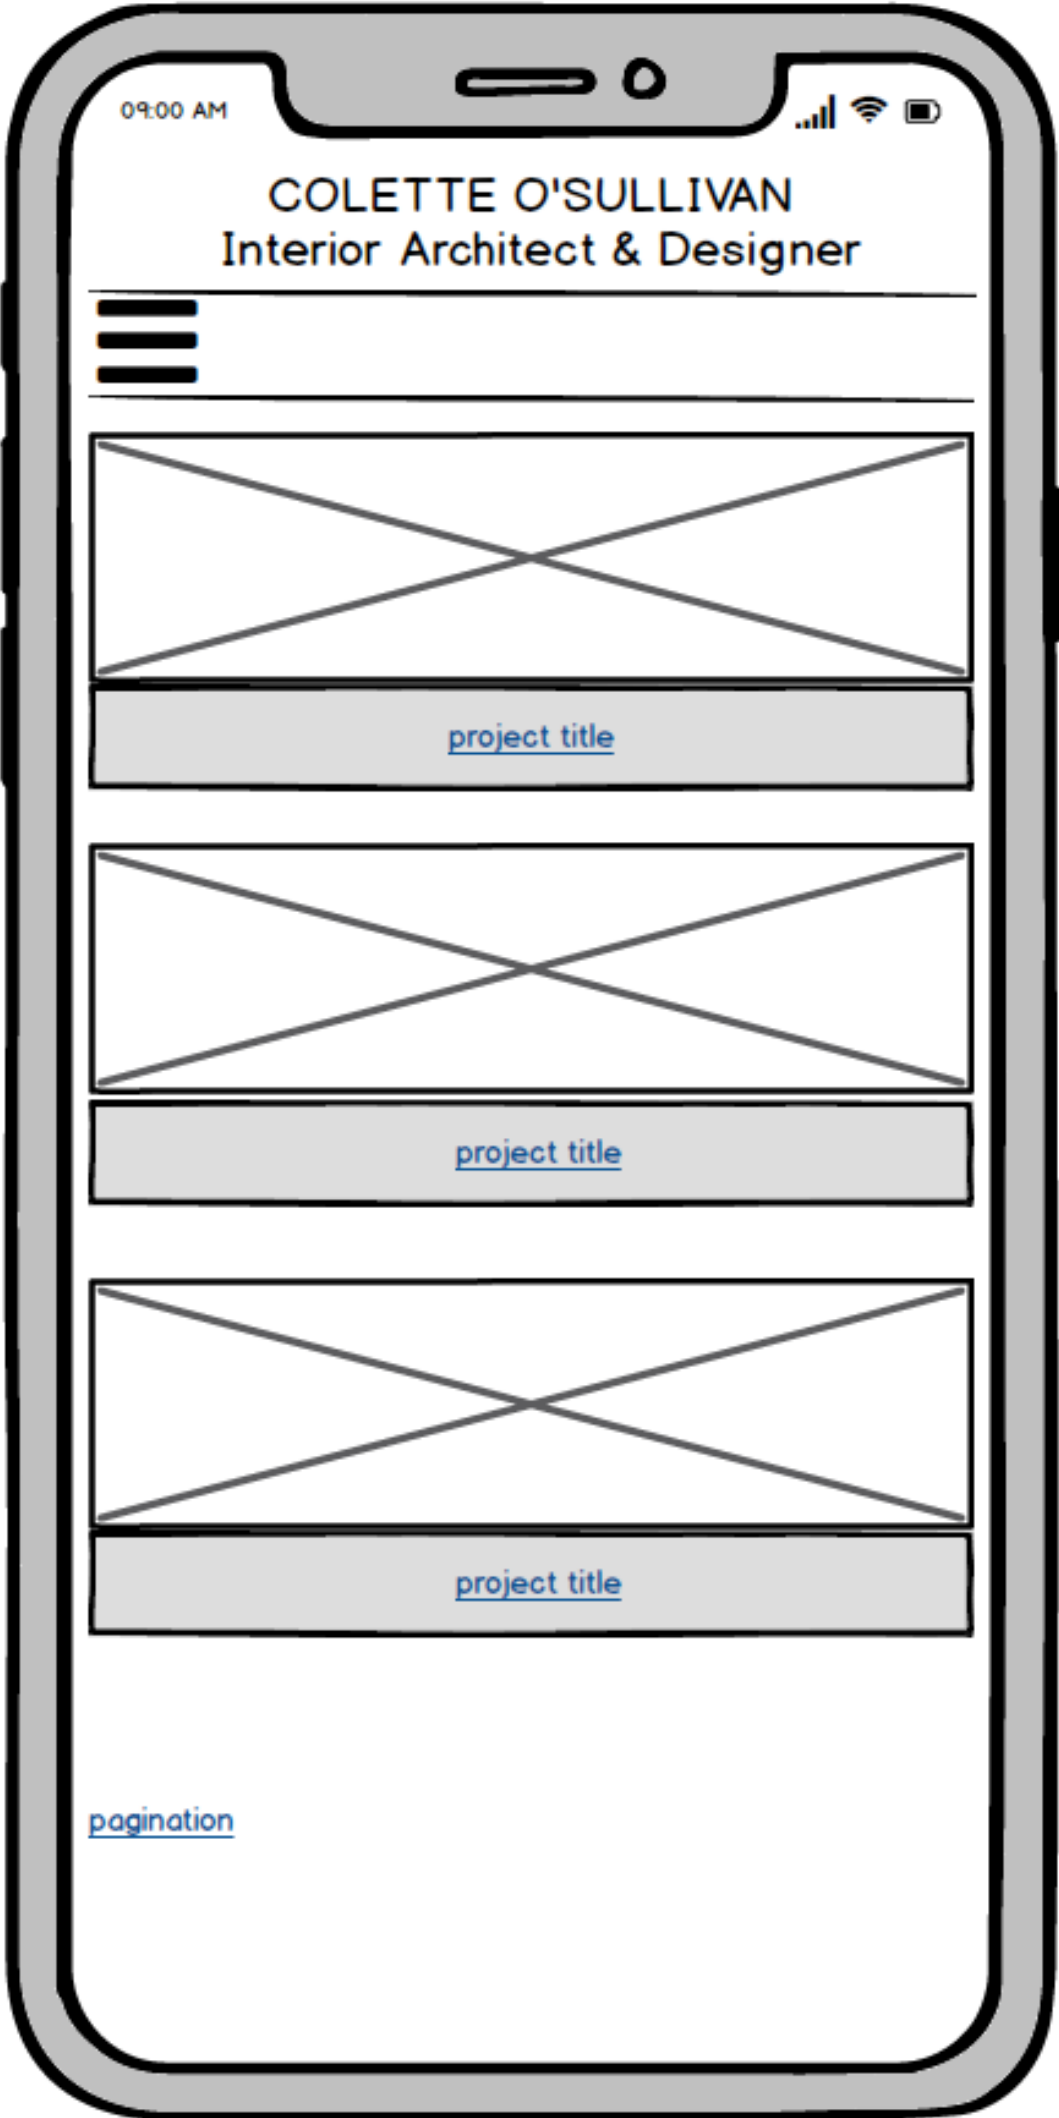 09:00 AM
COLETTE O'SULLIVAN
Interior Architect & Designer
project title
project title
project title
pagination